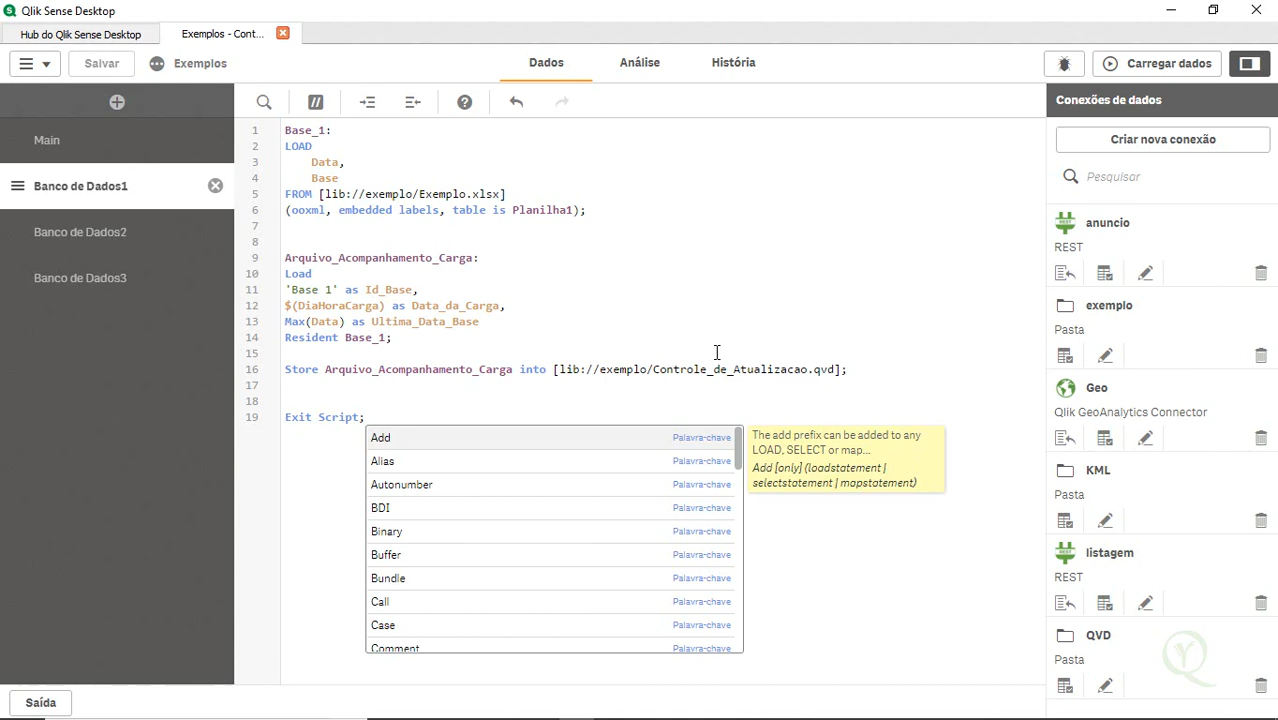 Qlik Sense Desktop
Hub do Qlik Sense Desktop
Exemplos - Cont...
Salvar
Exemplos
Dados
Análise
História
Carregar dados
Main
Banco de Dados1
Banco de Dados2
Banco de Dados3
1 Base_1:
2 LOAD
3 Data,
4 Base
5 FROM [lib://exemplo/Exemplo.xlsx]
6 (ooxml, embedded labels, table is Planilha1);
7
8
9 Arquivo_Acompanhamento_Carga:
10 Load
11 'Base 1' as Id_Base,
12 $(DiaHoraCarga) as Data_da_Carga,
13 Max(Data) as Ultima_Data_Base
14 Resident Base_1;
15
16 Store Arquivo_Acompanhamento_Carga into [lib://exemplo/Controle_de_Atualizacao.qvd];
17
18
19 Exit Script;
Add Palavra-chave
Alias Palavra-chave
Autonumber Palavra-chave
BDI Palavra-chave
Binary Palavra-chave
Buffer Palavra-chave
Bundle Palavra-chave
Call Palavra-chave
Case Palavra-chave
Comment Palavra-chave
The add prefix can be added to any
LOAD, SELECT or map...
Add [only] (loadstatement |
selectstatement | mapstatement)
Conexões de dados
Criar nova conexão
Pesquisar
anuncio
REST
exemplo
Pasta
Geo
Qlik GeoAnalytics Connector
KML
Pasta
listagem
REST
QVD
Pasta
Saída